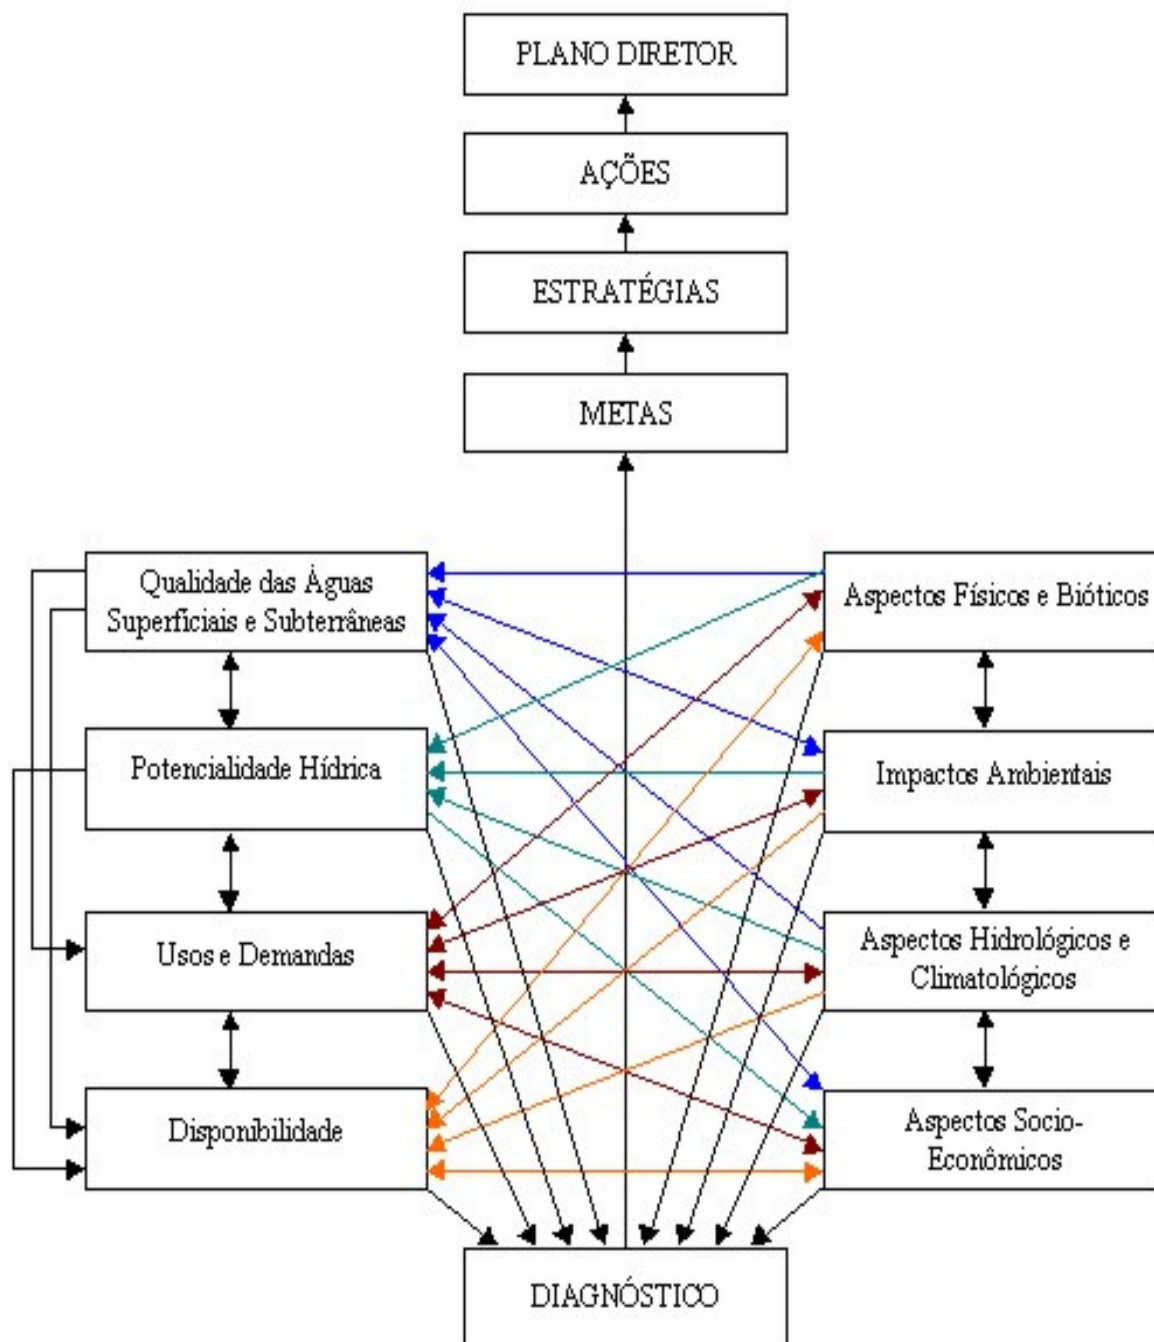 PLANO DIRETOR
AÇÕES
ESTRATÉGIAS
METAS
Qualidade das Águas
Superfíciais e Subterrâneas
Aspectos Físicos e Bióticos
Potencialidade Hídrica
Impactos Ambientais
Usos e Demandas
Aspectos Hidrológicos e
Climatológicos
Disponibilidade
Aspectos Socio-
Econômicos
DIAGNÓSTICO